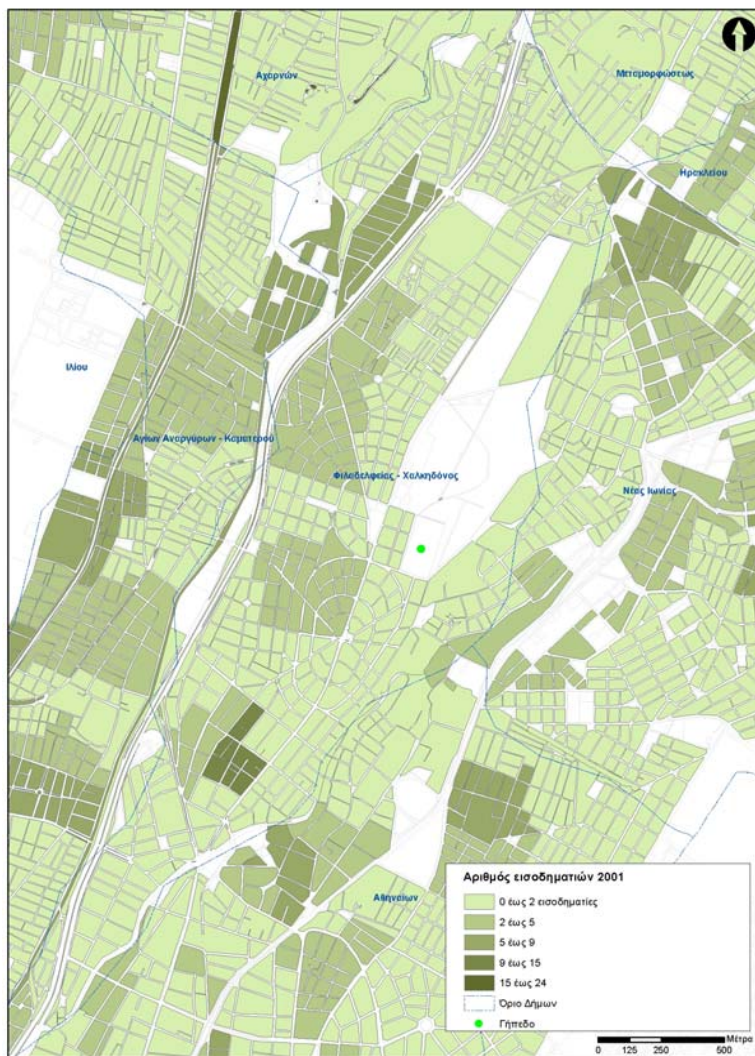 Αχαρνών
Μεταμορφώσεως
Ηρακλείου
Ιλίου
Αγίων Αναργύρων - Καματερού
Φιλαδελφείας - Χαλκηδόνος
Νέας Ιωνίας
Αθηναίων
Αριθμός εισοδηματιών 2001
0 έως 2 εισοδηματίες
2 έως 5
5 έως 9
9 έως 15
15 έως 24
Όριο Δήμων
Γήπεδο
Μέτρα
0 125 250 500